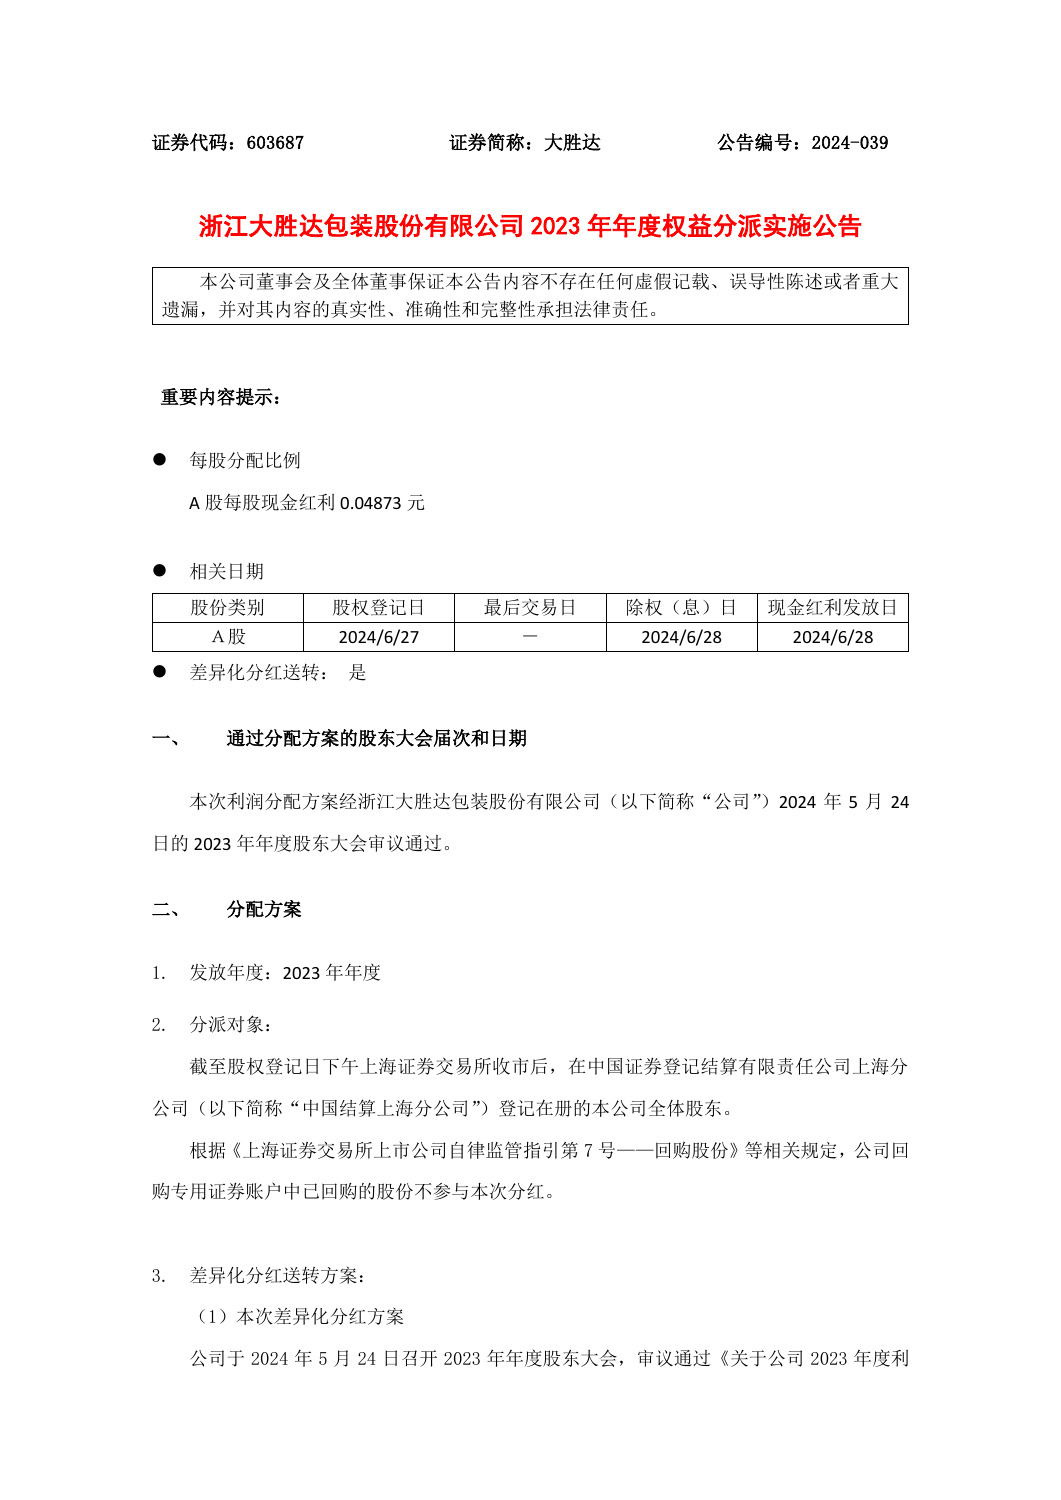 证券代码：603687 证券简称：大胜达 公告编号：2024-039
浙江大胜达包装股份有限公司 2023 年年度权益分派实施公告
本公司董事会及全体董事保证本公告内容不存在任何虚假记载、误导性陈述或者重大
遗漏，并对其内容的真实性、准确性和完整性承担法律责任。
重要内容提示：
● 每股分配比例
A 股每股现金红利 0.04873 元
● 相关日期
股份类别 股权登记日 最后交易日 除权（息）日 现金红利发放日
Ａ股 2024/6/27 － 2024/6/28 2024/6/28
● 差异化分红送转： 是
一、 通过分配方案的股东大会届次和日期
本次利润分配方案经浙江大胜达包装股份有限公司（以下简称“公司”）2024 年 5 月 24
日的 2023 年年度股东大会审议通过。
二、 分配方案
1. 发放年度：2023 年年度
2. 分派对象：
截至股权登记日下午上海证券交易所收市后，在中国证券登记结算有限责任公司上海分
公司（以下简称“中国结算上海分公司”）登记在册的本公司全体股东。
根据《上海证券交易所上市公司自律监管指引第 7 号——回购股份》等相关规定，公司回
购专用证券账户中已回购的股份不参与本次分红。
3. 差异化分红送转方案：
（1）本次差异化分红方案
公司于 2024 年 5 月 24 日召开 2023 年年度股东大会，审议通过《关于公司 2023 年度利